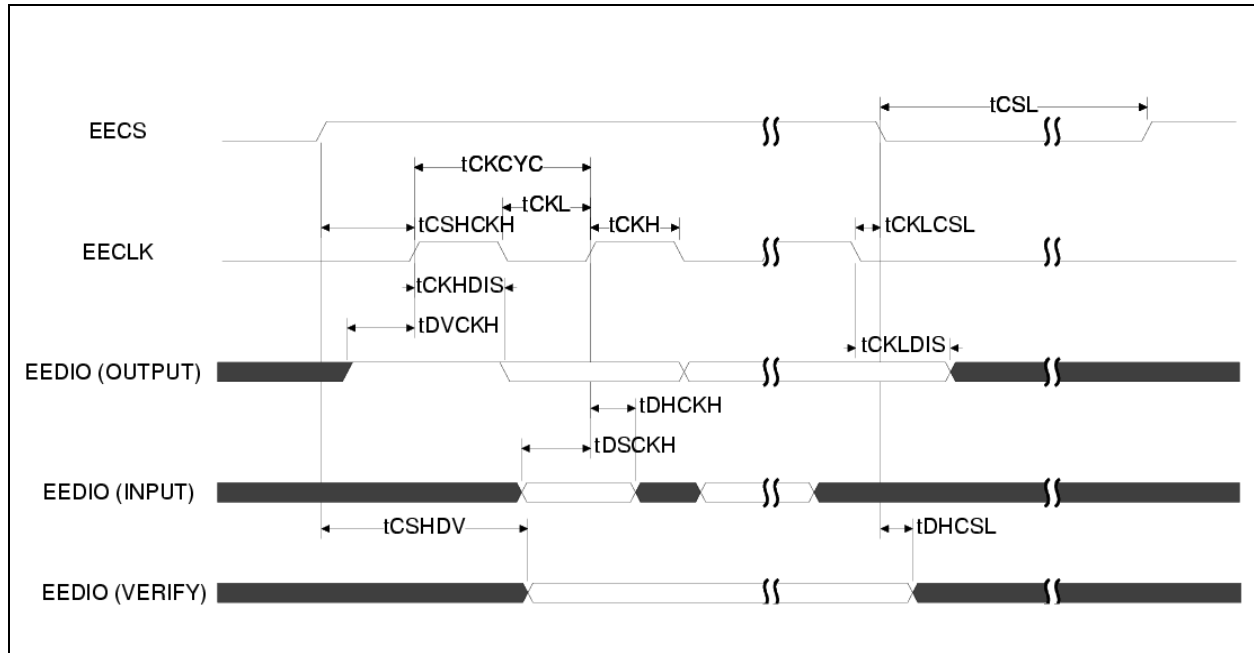 tCSL
EECS
tCKCYC
tCKL
tCSHCKH
tCKH
tCKLCSL
EECLK
tCKHDIS
tDVCKH
tCKLDIS
EEDIO (OUTPUT)
tDHCKH
tDSCKH
EEDIO (INPUT)
tCSHDV
tDHCSL
EEDIO (VERIFY)